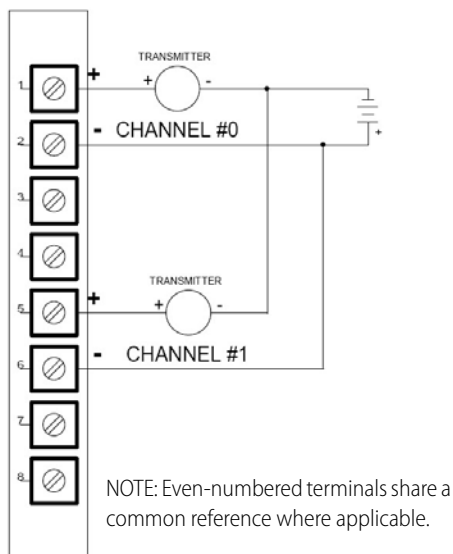 TRANSMITTER
1 + + -
- CHANNEL #0
+
2
3
4
TRANSMITTER
5 + + -
- CHANNEL #1
6
7
8
NOTE: Even-numbered terminals share a
common reference where applicable.